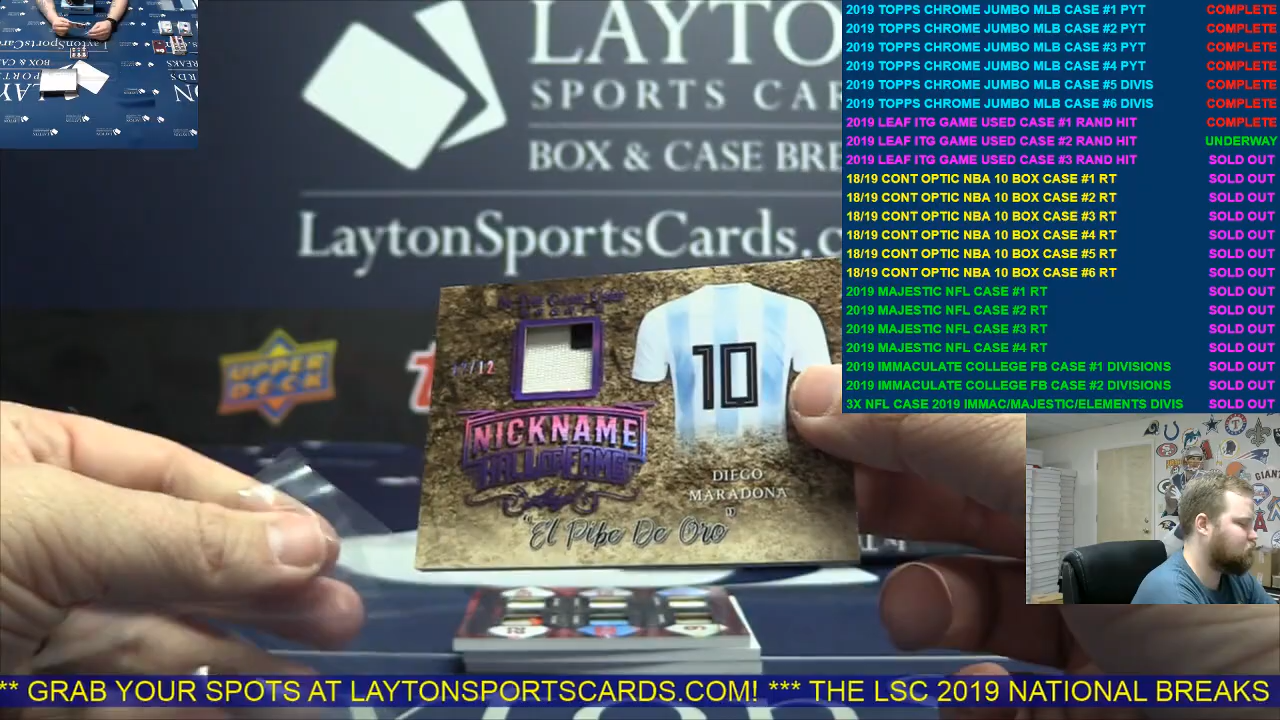 LAYTON
SPORTS CAR
BOX & CASE BRE
LaytonSportsCards.c
UPPER
DECK
/12
10
NICKNAME
HALL OF FAME
DIEGO
MARADONA
"El Pibe De Oro
2019 TOPPS CHROME JUMBO MLB CASE #1 PYT COMPLETE
2019 TOPPS CHROME JUMBO MLB CASE #2 PYT COMPLETE
2019 TOPPS CHROME JUMBO MLB CASE #3 PYT COMPLETE
2019 TOPPS CHROME JUMBO MLB CASE #4 PYT COMPLETE
2019 TOPPS CHROME JUMBO MLB CASE #5 DIVIS COMPLETE
2019 TOPPS CHROME JUMBO MLB CASE #6 DIVIS COMPLETE
2019 LEAF ITG GAME USED CASE #1 RAND HIT COMPLETE
2019 LEAF ITG GAME USED CASE #2 RAND HIT UNDERWAY
2019 LEAF ITG GAME USED CASE #3 RAND HIT SOLD OUT
18/19 CONT OPTIC NBA 10 BOX CASE #1 RT SOLD OUT
18/19 CONT OPTIC NBA 10 BOX CASE #2 RT SOLD OUT
18/19 CONT OPTIC NBA 10 BOX CASE #3 RT SOLD OUT
18/19 CONT OPTIC NBA 10 BOX CASE #4 RT SOLD OUT
18/19 CONT OPTIC NBA 10 BOX CASE #5 RT SOLD OUT
18/19 CONT OPTIC NBA 10 BOX CASE #6 RT SOLD OUT
2019 MAJESTIC NFL CASE #1 RT SOLD OUT
2019 MAJESTIC NFL CASE #2 RT SOLD OUT
2019 MAJESTIC NFL CASE #3 RT SOLD OUT
2019 MAJESTIC NFL CASE #4 RT SOLD OUT
2019 IMMACULATE COLLEGE FB CASE #1 DIVISIONS SOLD OUT
2019 IMMACULATE COLLEGE FB CASE #2 DIVISIONS SOLD OUT
3X NFL CASE 2019 IMMAC/MAJESTIC/ELEMENTS DIVIS SOLD OUT
** GRAB YOUR SPOTS AT LAYTONSPORTSCARDS.COM! *** THE LSC 2019 NATIONAL BREAKS